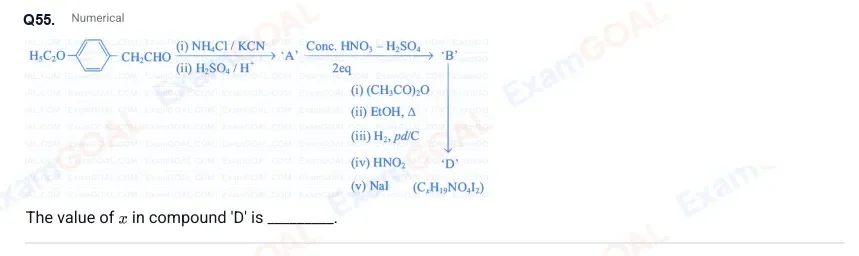 Q55. Numerical
H₅C₂O CH₂CHO (i) NH₄Cl / KCN (ii) H₂SO₄ / H⁺ 'A' Conc. HNO₃ – H₂SO₄ 2eq 'B'
(i) (CH₃CO)₂O
(ii) EtOH, Δ
(iii) H₂, pd/C
(iv) HNO₂ 'D'
(v) NaI (CₓH₁₉NO₄I₂)
The value of x in compound 'D' is ________.
ExamGOAL